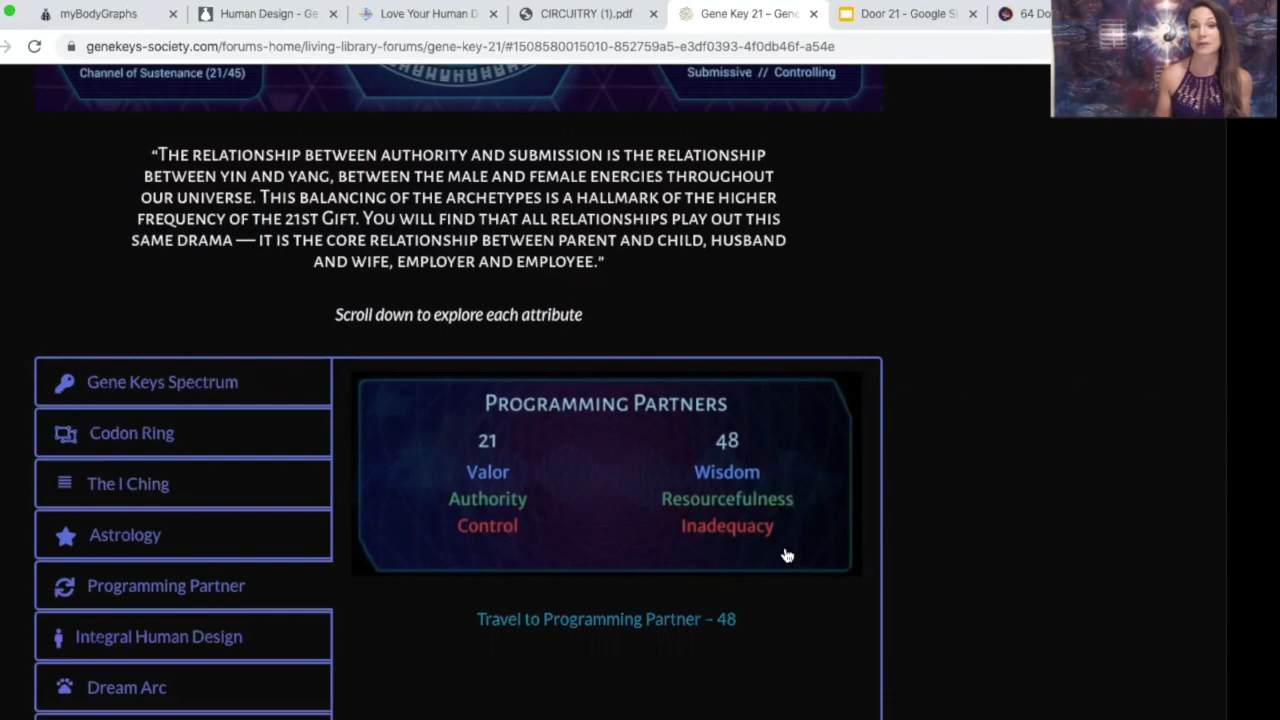 myBodyGraphs
Human Design - Ge
Love Your Human D
CIRCUITRY (1).pdf
Gene Key 21 – Gene
Door 21 - Google S
64 Do
genekeys-society.com/forums-home/living-library-forums/gene-key-21/#1508580015010-852759a5-e3df0393-4f0db46f-a54e
Channel of Sustenance (21/45)
Submissive // Controlling
“The relationship between authority and submission is the relationship
between yin and yang, between the male and female energies throughout
our universe. This balancing of the archetypes is a hallmark of the higher
frequency of the 21st Gift. You will find that all relationships play out this
same drama — it is the core relationship between parent and child, husband
and wife, employer and employee.”
Scroll down to explore each attribute
Gene Keys Spectrum
Codon Ring
The I Ching
Astrology
Programming Partner
Integral Human Design
Dream Arc
Programming Partners
21 48
Valor Wisdom
Authority Resourcefulness
Control Inadequacy
Travel to Programming Partner – 48